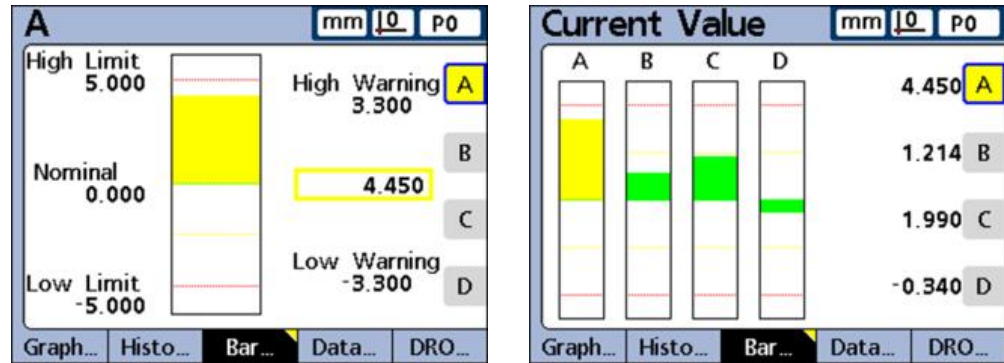 A mm 0 P0
High Limit
5.000
High Warning
3.300
A
B
Nominal
0.000
4.450
C
Low Warning
-3.300
D
Low Limit
-5.000
Graph... Histo... Bar... Data... DRO...
Current Value mm 0 P0
A B C D
4.450 A
1.214 B
1.990 C
-0.340 D
Graph... Histo... Bar... Data... DRO...